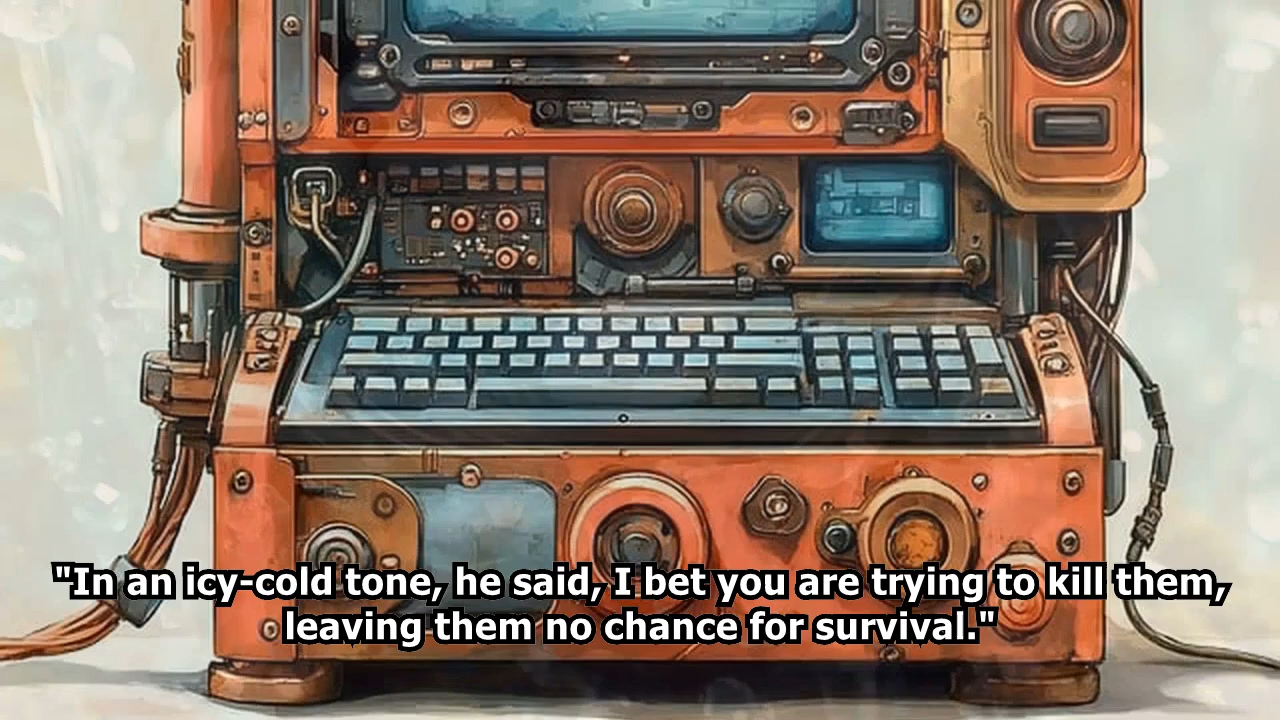 "In an icy-cold tone, he said, I bet you are trying to kill them,
leaving them no chance for survival."